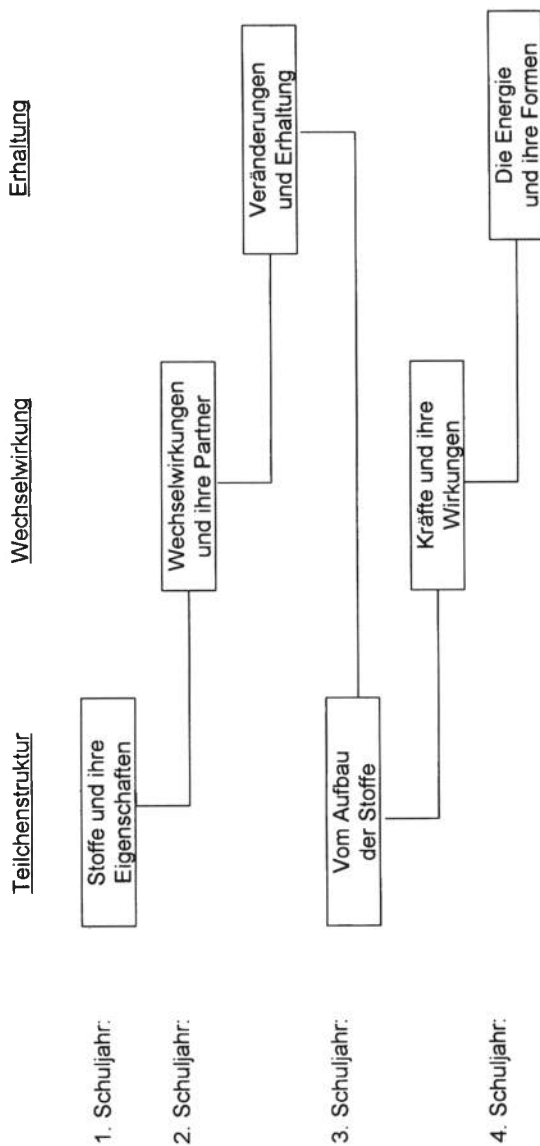 Teilchenstruktur
Wechselwirkung
Erhaltung
1. Schuljahr:
Stoffe und ihre
Eigenschaften
2. Schuljahr:
Wechselwirkungen
und ihre Partner
Veränderungen
und Erhaltung
3. Schuljahr:
Vom Aufbau
der Stoffe
Kräfte und ihre
Wirkungen
4. Schuljahr:
Die Energie
und ihre Formen